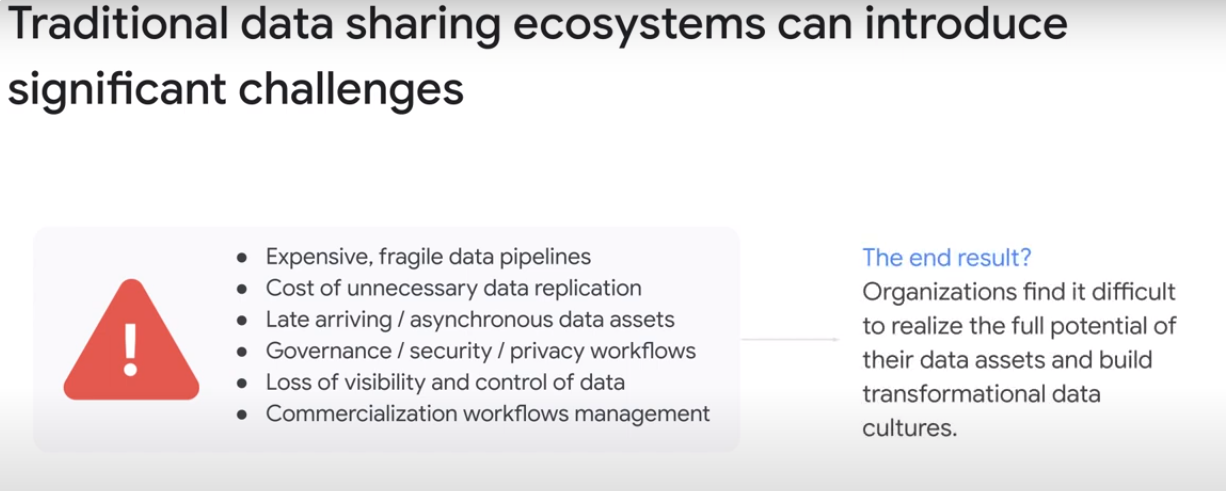 Traditional data sharing ecosystems can introduce
significant challenges
● Expensive, fragile data pipelines
● Cost of unnecessary data replication
● Late arriving / asynchronous data assets
● Governance / security / privacy workflows
● Loss of visibility and control of data
● Commercialization workflows management
The end result?
Organizations find it difficult
to realize the full potential of
their data assets and build
transformational data
cultures.